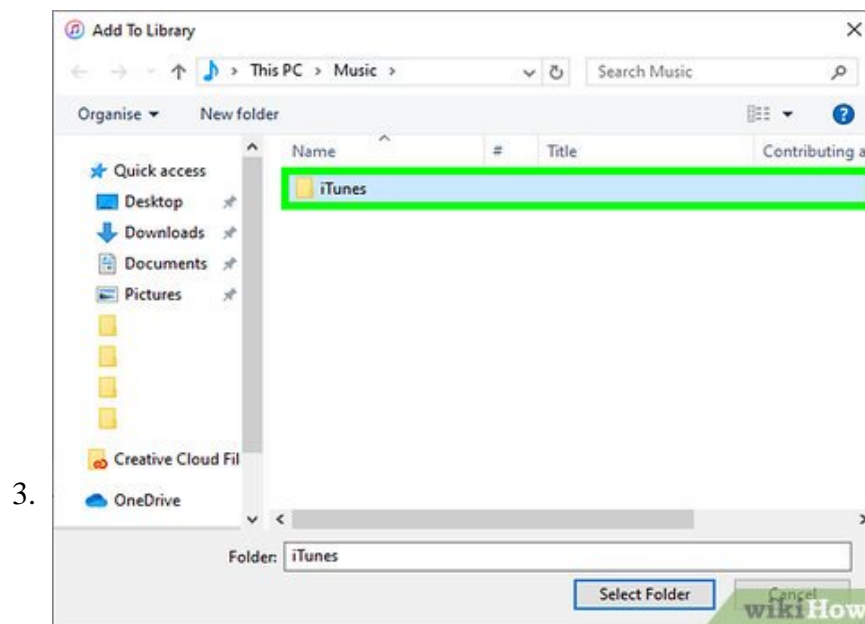 Add To Library
This PC > Music >
Search Music
Organise
New folder
Name
#
Title
Contributing a
Quick access
iTunes
Desktop
Downloads
Documents
Pictures
Creative Cloud Fil
3.
OneDrive
Folder: iTunes
Select Folder
Cancel
wikiHow